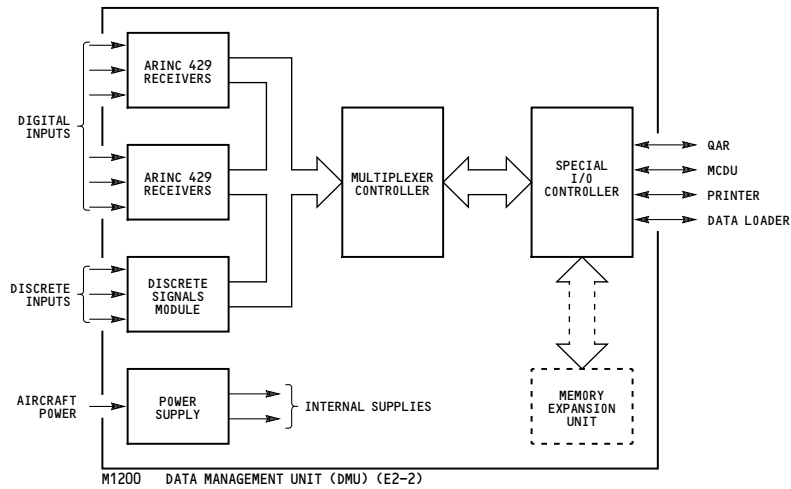 DIGITAL
INPUTS
ARINC 429
RECEIVERS
ARINC 429
RECEIVERS
DISCRETE
INPUTS
DISCRETE
SIGNALS
MODULE
AIRCRAFT
POWER
POWER
SUPPLY
INTERNAL SUPPLIES
MULTIPLEXER
CONTROLLER
SPECIAL
I/O
CONTROLLER
QAR
MCDU
PRINTER
DATA LOADER
MEMORY
EXPANSION
UNIT
M1200 DATA MANAGEMENT UNIT (DMU) (E2-2)